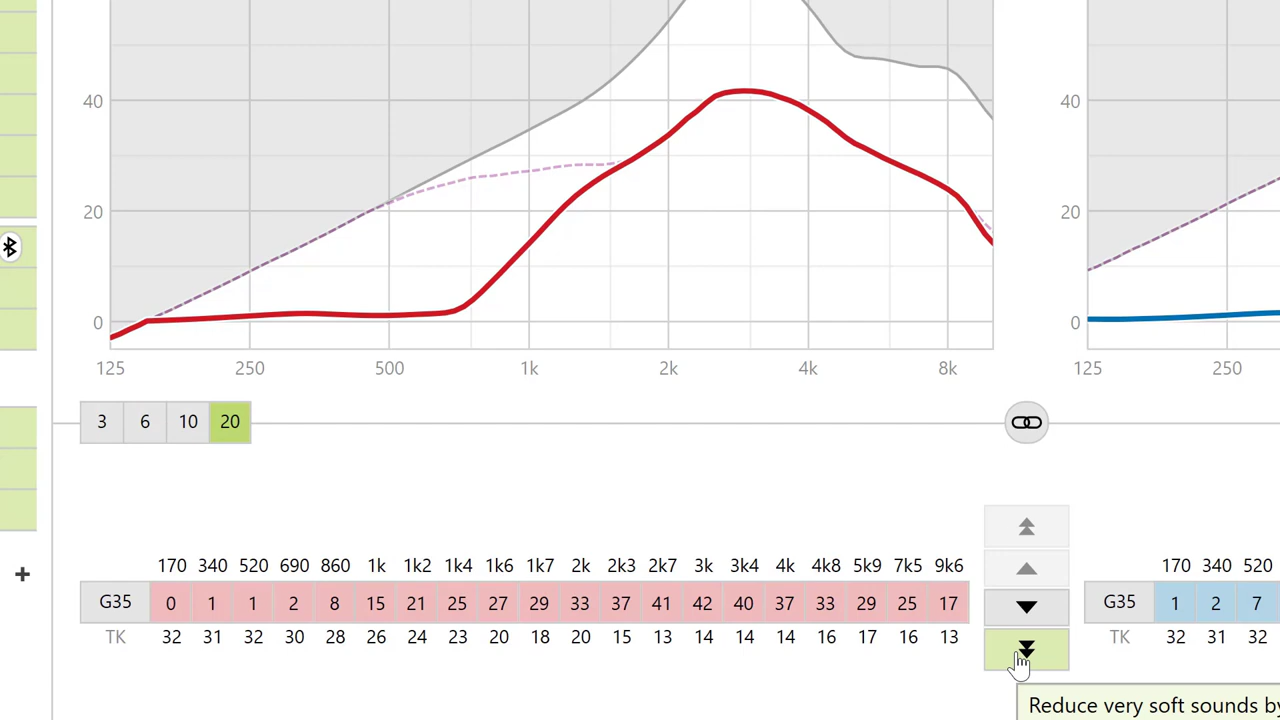 40
20
0
125 250 500 1k 2k 4k 8k
40
20
0
125 250
3 6 10 20
170 340 520 690 860 1k 1k2 1k4 1k6 1k7 2k 2k3 2k7 3k 3k4 4k 4k8 5k9 7k5 9k6
G35 0 1 1 2 8 15 21 25 27 29 33 37 41 42 40 37 33 29 25 17
TK 32 31 32 30 28 26 24 23 20 18 20 15 13 14 14 14 16 17 16 13
170 340 520
G35 1 2 7
TK 32 31 32
Reduce very soft sounds by